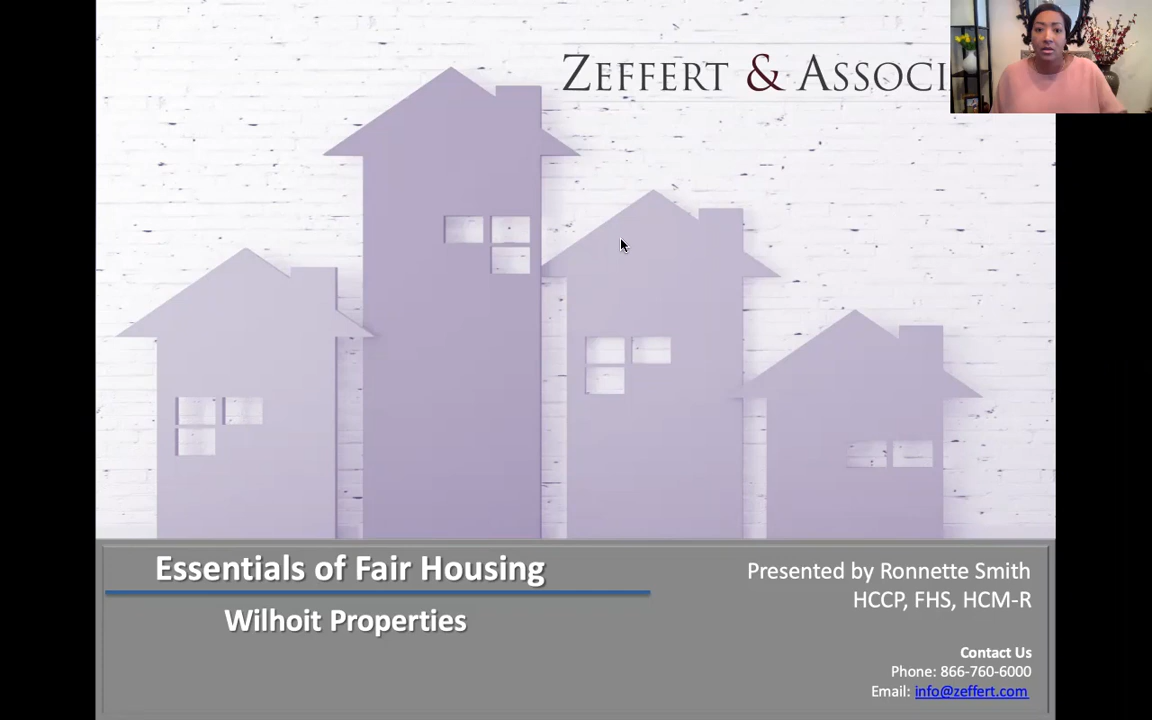 ZEFFERT & ASSOCI
Essentials of Fair Housing
Wilhoit Properties
Presented by Ronnette Smith
HCCP, FHS, HCM-R
Contact Us
Phone: 866-760-6000
Email: info@zeffert.com